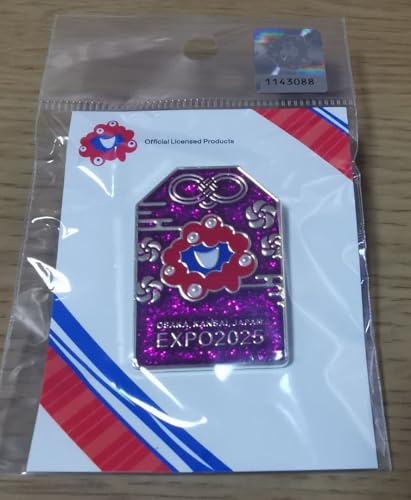 1143088
Official Licensed Products
OSAKA, KANSAI, JAPAN
EXPO2025